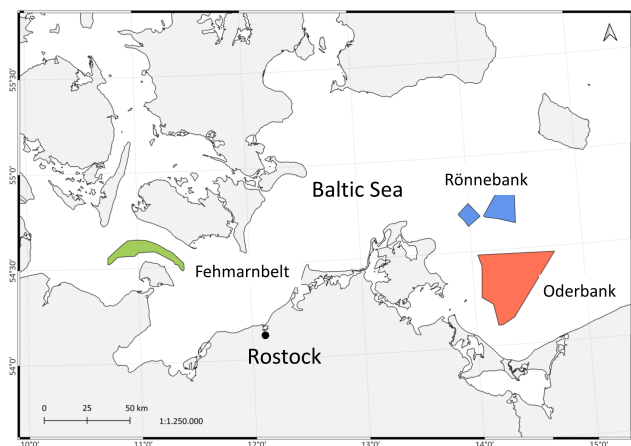 55°30'
55°0'
54°30'
54°0'
Rönnebank
Baltic Sea
Fehmarnbelt
Oderbank
Rostock
0 25 50 km
1:1.250.000
10°0' 11°0' 12°0' 13°0' 14°0' 15°0'